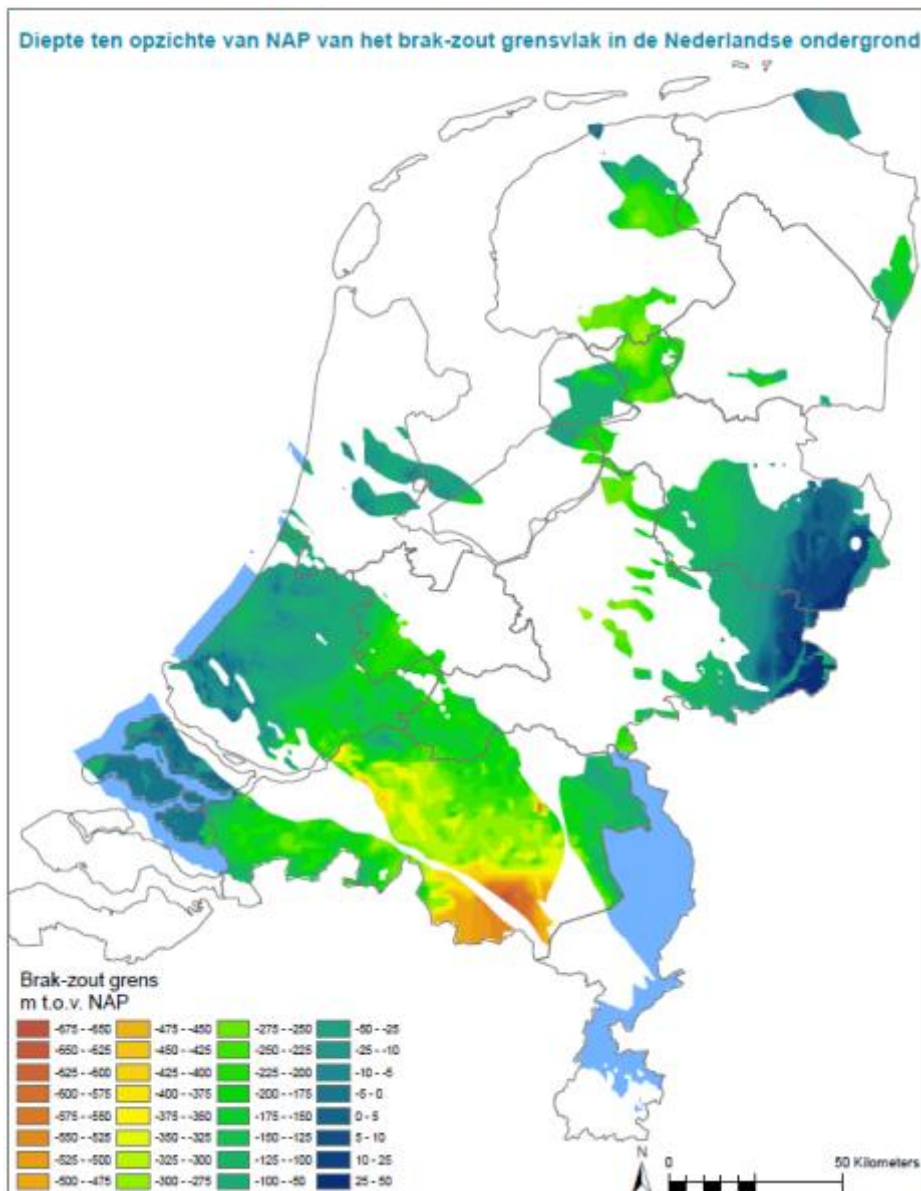 Diepte ten opzichte van NAP van het brak-zout grensvlak in de Nederlandse ondergrond
Brak-zout grens
m t.o.v. NAP
-675 - -650
-650 - -625
-625 - -600
-600 - -575
-575 - -550
-550 - -525
-525 - -500
-500 - -475
-475 - -450
-450 - -425
-425 - -400
-400 - -375
-375 - -350
-350 - -325
-325 - -300
-300 - -275
-275 - -250
-250 - -225
-225 - -200
-200 - -175
-175 - -150
-150 - -125
-125 - -100
-100 - -50
-50 - -25
-25 - -10
-10 - -5
-5 - 0
0 - 5
5 - 10
10 - 25
25 - 50
N
0 50 Kilometers